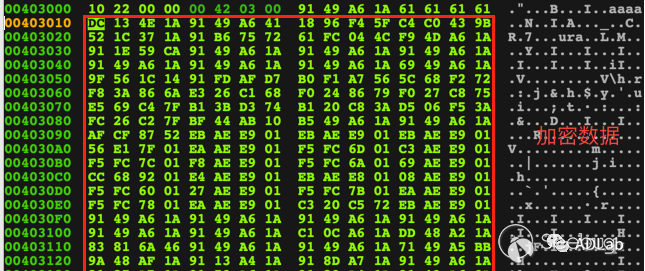 00403000 10 22 00 00 00 42 03 00 91 49 A6 1A 61 61 61 61 ."...B...I..aaaa
00403010 DC 13 4E 1A 91 49 A6 41 18 96 F4 5F C4 C0 43 9B ..N..I.A..._..C.
00403020 52 1C 37 1A 91 B6 75 72 61 FC 04 4C F9 4D A6 1A R.7...ura..L.M..
00403030 91 1E 59 CA 91 49 A6 1A 91 49 A6 1A 91 49 A6 1A ..Y..I...I...I..
00403040 91 49 A6 1A 91 49 A6 1A 91 49 A6 1A 69 49 A6 1A .I...I...I..iI..
00403050 9F 56 1C 14 91 FD AF D7 B0 F1 A7 56 5C 68 F2 72 .V.........V\h.r
00403060 F8 3A 86 6A E3 26 C1 68 F0 24 86 79 F0 27 C8 75 .:.j.&.h.$.y.'.u
00403070 E5 69 C4 7F B1 3B D3 74 B1 20 C8 3A D5 06 F5 3A .i...;.t. .:...:
00403080 FC 26 C2 7F BF 44 AB 10 B5 49 A6 1A 91 49 A6 1A .&...D...I...I..
00403090 AF CF 87 52 EB AE E9 01 EB AE E9 01 EB AE E9 01
004030A0 56 E1 7F 01 EA AE E9 01 F5 FC 6D 01 C3 AE E9 01
004030B0 F5 FC 7C 01 F8 AE E9 01 F5 FC 6A 01 69 AE E9 01
004030C0 CC 68 92 01 E4 AE E9 01 EB AE E8 01 08 AE E9 01
004030D0 F5 FC 60 01 27 AE E9 01 F5 FC 7B 01 EA AE E9 01
004030E0 F5 FC 78 01 EA AE E9 01 C3 20 C5 72 EB AE E9 01
004030F0 91 49 A6 1A 91 49 A6 1A 91 49 A6 1A 91 49 A6 1A
00403100 91 49 A6 1A 91 49 A6 1A C1 0C A6 1A DD 48 A2 1A
00403110 83 81 6A 46 91 49 A6 1A 91 49 A6 1A 71 49 A5 BB
00403120 9A 48 AF 1A 91 13 A4 1A 91 8D A7 1A 91 49 A6 1A
加密数据
ADLab